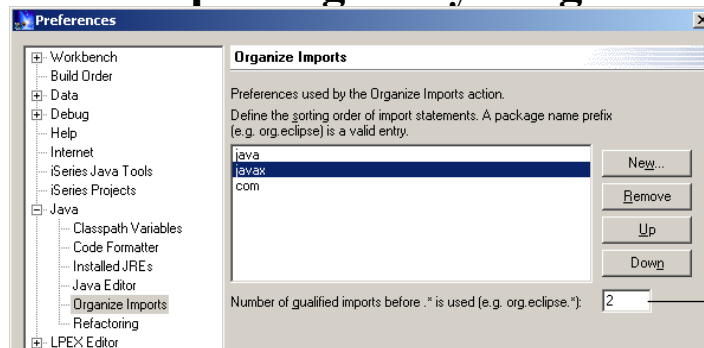 Preferences
Workbench
Build Order
Data
Debug
Help
Internet
iSeries Java Tools
iSeries Projects
Java
Classpath Variables
Code Formatter
Installed JREs
Java Editor
Organize Imports
Refactoring
LPEX Editor
Organize Imports
Preferences used by the Organize Imports action.
Define the sorting order of import statements. A package name prefix
(e.g. org.eclipse) is a valid entry.
java
javax
com
New...
Remove
Up
Down
Number of qualified imports before .* is used (e.g. org.eclipse.*): 2